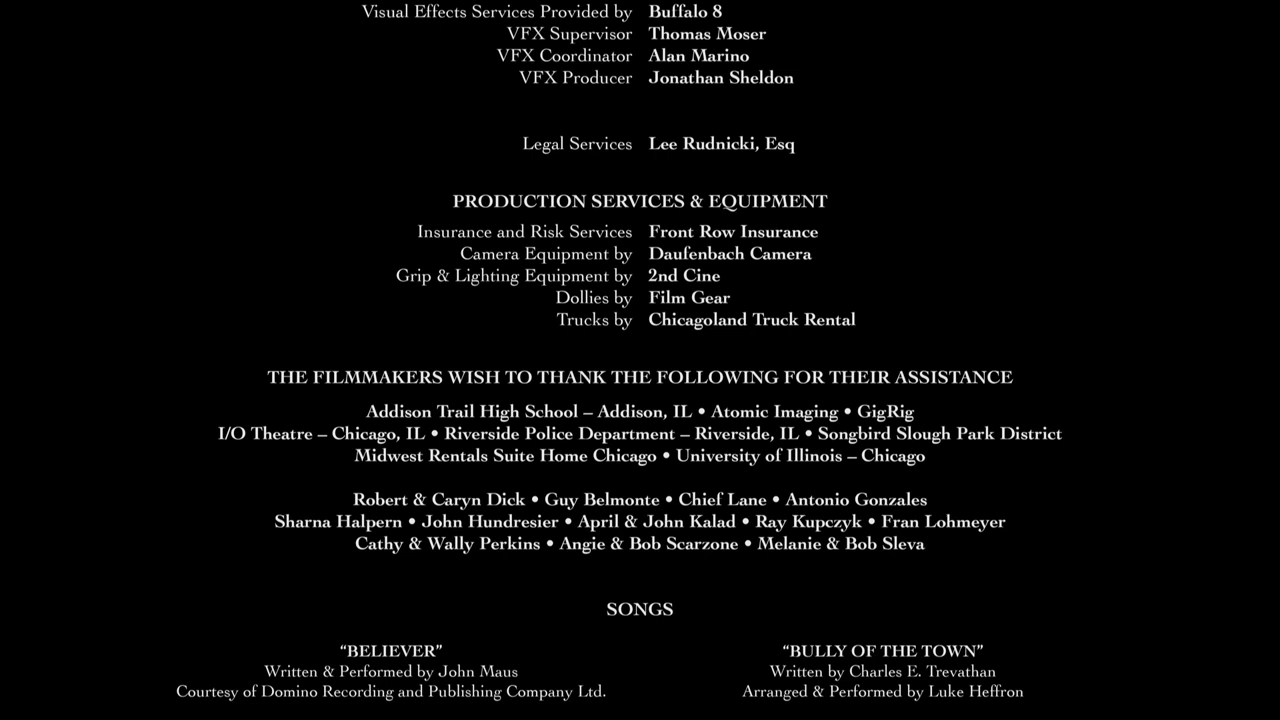 Visual Effects Services Provided by Buffalo 8
VFX Supervisor Thomas Moser
VFX Coordinator Alan Marino
VFX Producer Jonathan Sheldon
Legal Services Lee Rudnicki, Esq
PRODUCTION SERVICES & EQUIPMENT
Insurance and Risk Services Front Row Insurance
Camera Equipment by Daufenbach Camera
Grip & Lighting Equipment by 2nd Cine
Dollies by Film Gear
Trucks by Chicagoland Truck Rental
THE FILMMAKERS WISH TO THANK THE FOLLOWING FOR THEIR ASSISTANCE
Addison Trail High School – Addison, IL • Atomic Imaging • GigRig
I/O Theatre – Chicago, IL • Riverside Police Department – Riverside, IL • Songbird Slough Park District
Midwest Rentals Suite Home Chicago • University of Illinois – Chicago
Robert & Caryn Dick • Guy Belmonte • Chief Lane • Antonio Gonzales
Sharna Halpern • John Hundresier • April & John Kalad • Ray Kupczyk • Fran Lohmeyer
Cathy & Wally Perkins • Angie & Bob Scarzone • Melanie & Bob Sleva
SONGS
“BELIEVER”
Written & Performed by John Maus
Courtesy of Domino Recording and Publishing Company Ltd.
“BULLY OF THE TOWN”
Written by Charles E. Trevathan
Arranged & Performed by Luke Heffron